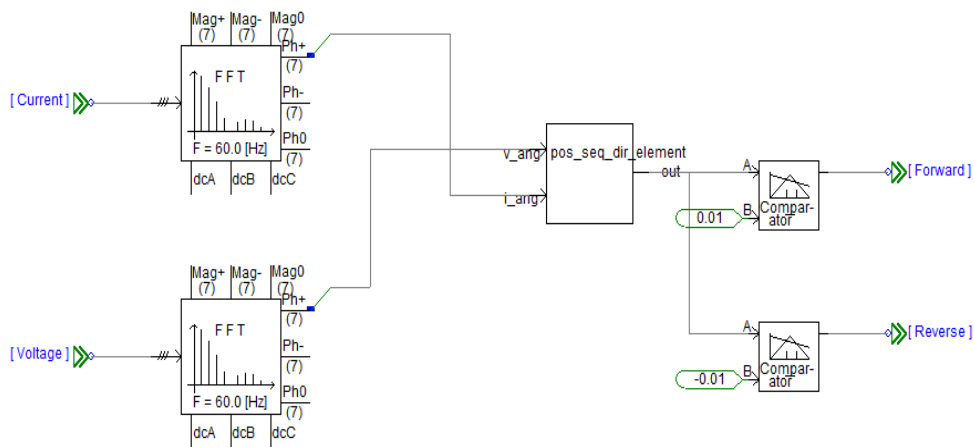 Mag+ Mag- Mag0
(7) (7) (7)
Ph+
(7)
FFT
Ph-
(7)
[ Current ]
Ph0
(7)
F = 60.0 [Hz]
dcA dcB dcC
v_ang pos_seq_dir_element
out
i_ang
A
B
Compar-
ator
[ Forward ]
0.01
Mag+ Mag- Mag0
(7) (7) (7)
Ph+
(7)
FFT
Ph-
(7)
[ Voltage ]
Ph0
(7)
F = 60.0 [Hz]
dcA dcB dcC
A
B
Compar-
ator
[ Reverse ]
-0.01